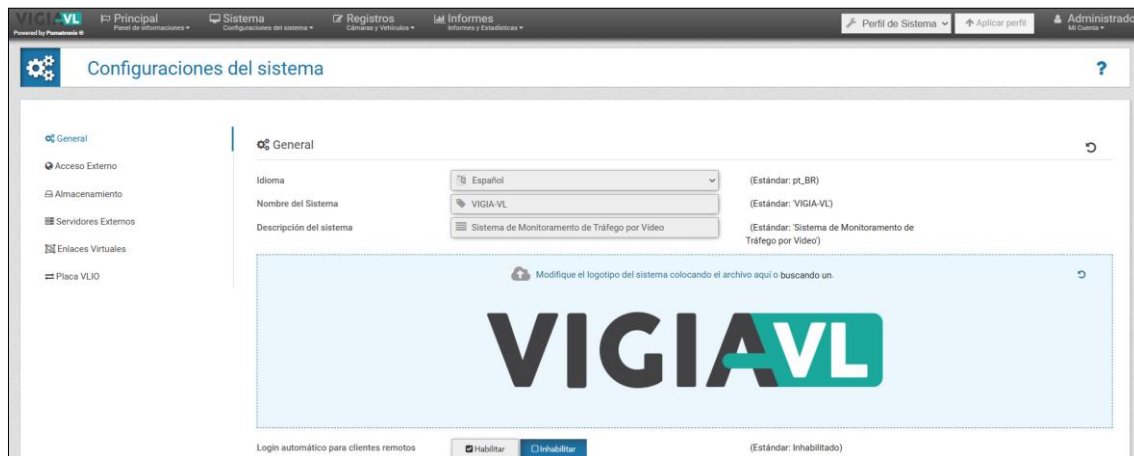 VIGIA-VL
Powered by Pumatronix ®
Principal
Panel de informaciones
Sistema
Configuraciones del sistema
Registros
Cámaras y Vehículos
Informes
Informes y Estadísticas
Perfil de Sistema
Aplicar perfil
Administrado
Mi Cuenta
Configuraciones del sistema
?
General
Acceso Externo
Almacenamiento
Servidores Externos
Enlaces Virtuales
Placa VLIO
General
Idioma
Español
(Estándar: pt_BR)
Nombre del Sistema
VIGIA-VL
(Estándar: 'VIGIA-VL')
Descripción del sistema
Sistema de Monitoramento de Tráfego por Vídeo
(Estándar: 'Sistema de Monitoramento de
Tráfego por Vídeo')
Modifique el logotipo del sistema colocando el archivo aquí o buscando un.
VIGIAVL
Login automático para clientes remotos
Habilitar
Inhabilitar
(Estándar: Inhabilitado)